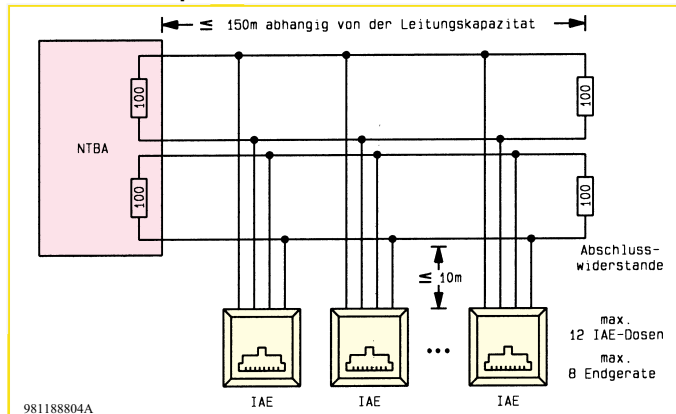 ≤ 150m abhangig von der Leitungskapazitat
100
100
NTBA
100
100
Abschluss-
widerstande
≤ 10m
max.
12 IAE-Dosen
max.
8 Endgerate
IAE
IAE
IAE
981188804A